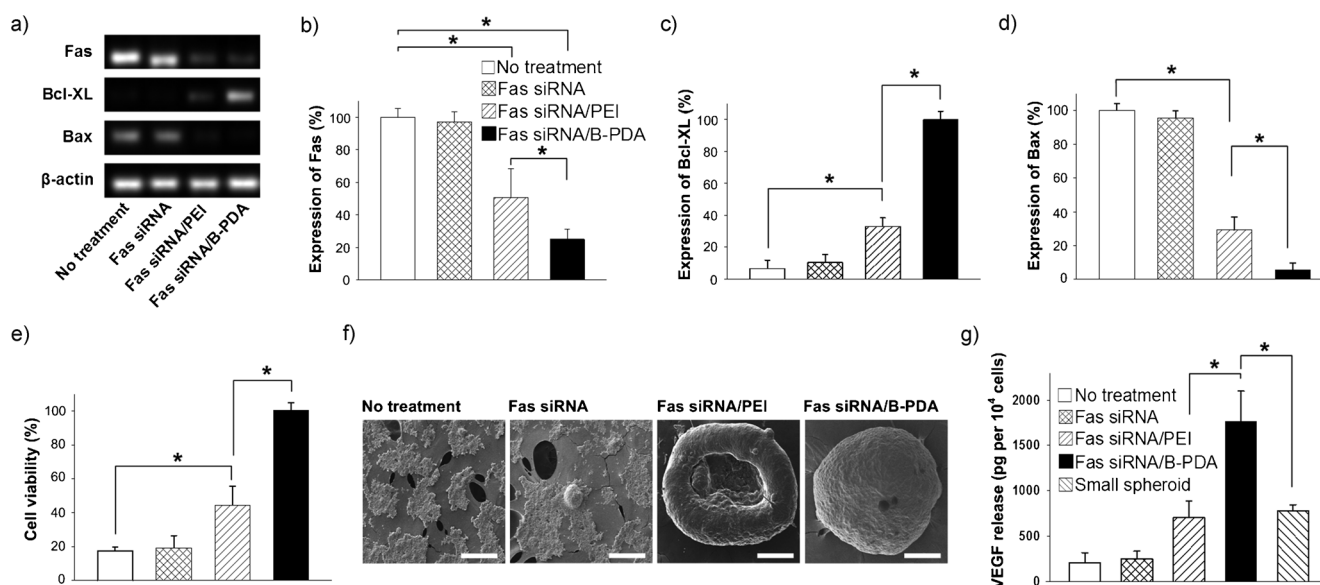 a)
Fas
Bcl-XL
Bax
β-actin
No treatment
Fas siRNA
Fas siRNA/PEI
Fas siRNA/B-PDA
b)
*
*
*
No treatment
Fas siRNA
Fas siRNA/PEI
Fas siRNA/B-PDA
Expression of Fas (%)
100
80
60
40
20
0
c)
*
*
Expression of Bcl-XL (%)
100
80
60
40
20
0
d)
*
*
Expression of Bax (%)
100
80
60
40
20
0
e)
*
*
Cell viability (%)
100
80
60
40
20
0
f)
No treatment
Fas siRNA
Fas siRNA/PEI
Fas siRNA/B-PDA
g)
*
*
No treatment
Fas siRNA
Fas siRNA/PEI
Fas siRNA/B-PDA
Small spheroid
VEGF release (pg per 10⁴ cells)
2000
1500
1000
500
0